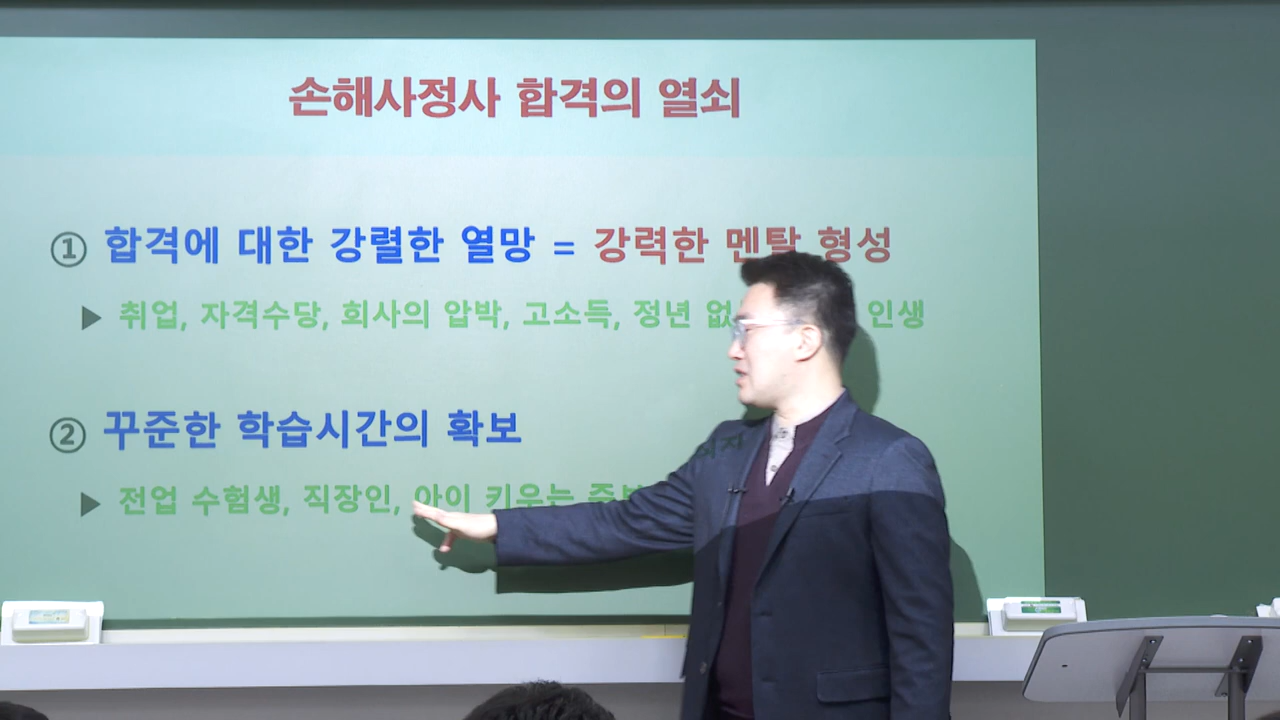 손해사정사 합격의 열쇠
① 합격에 대한 강렬한 열망 = 강력한 멘탈 형성
▶ 취업, 자격수당, 회사의 압박, 고소득, 정년 인생
② 꾸준한 학습시간의 확보
▶ 전업 수험생, 직장인, 아이 키우는